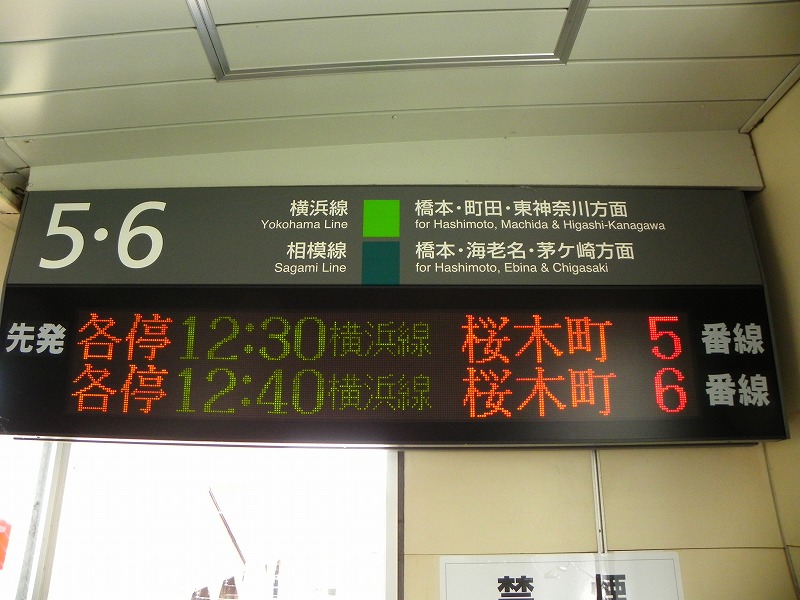 5・6
横浜線 橋本・町田・東神奈川方面
Yokohama Line for Hashimoto, Machida & Higashi-Kanagawa
相模線 橋本・海老名・茅ケ崎方面
Sagami Line for Hashimoto, Ebina & Chigasaki
先発 各停 12:30 横浜線 桜木町 5 番線
各停 12:40 横浜線 桜木町 6 番線
禁煙